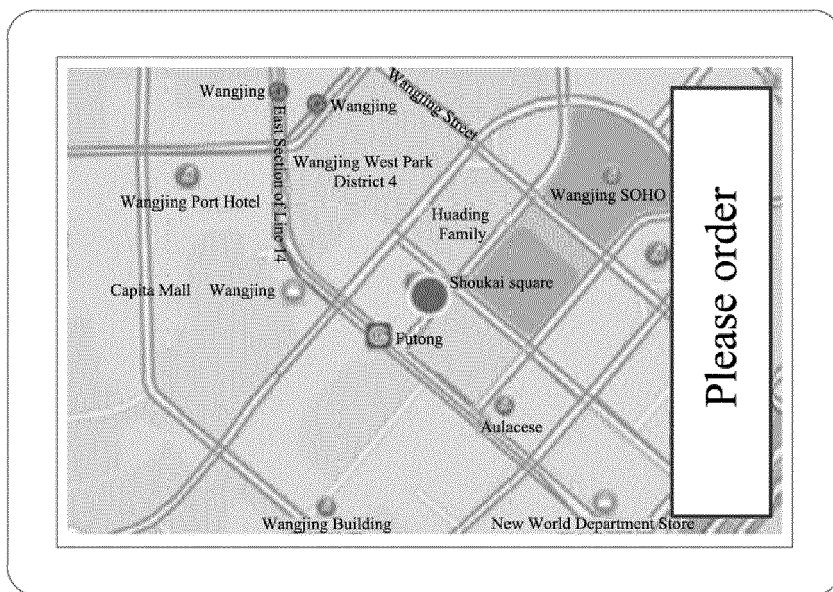 Wangjing
Wangjing
Wangjing Street
East Section of Line 14
Wangjing West Park
District 4
Wangjing Port Hotel
Wangjing SOHO
Huading
Family
Capita Mall
Wangjing
Shoukai square
Futong
Aulacese
Wangjing Building
New World Department Store
Please order